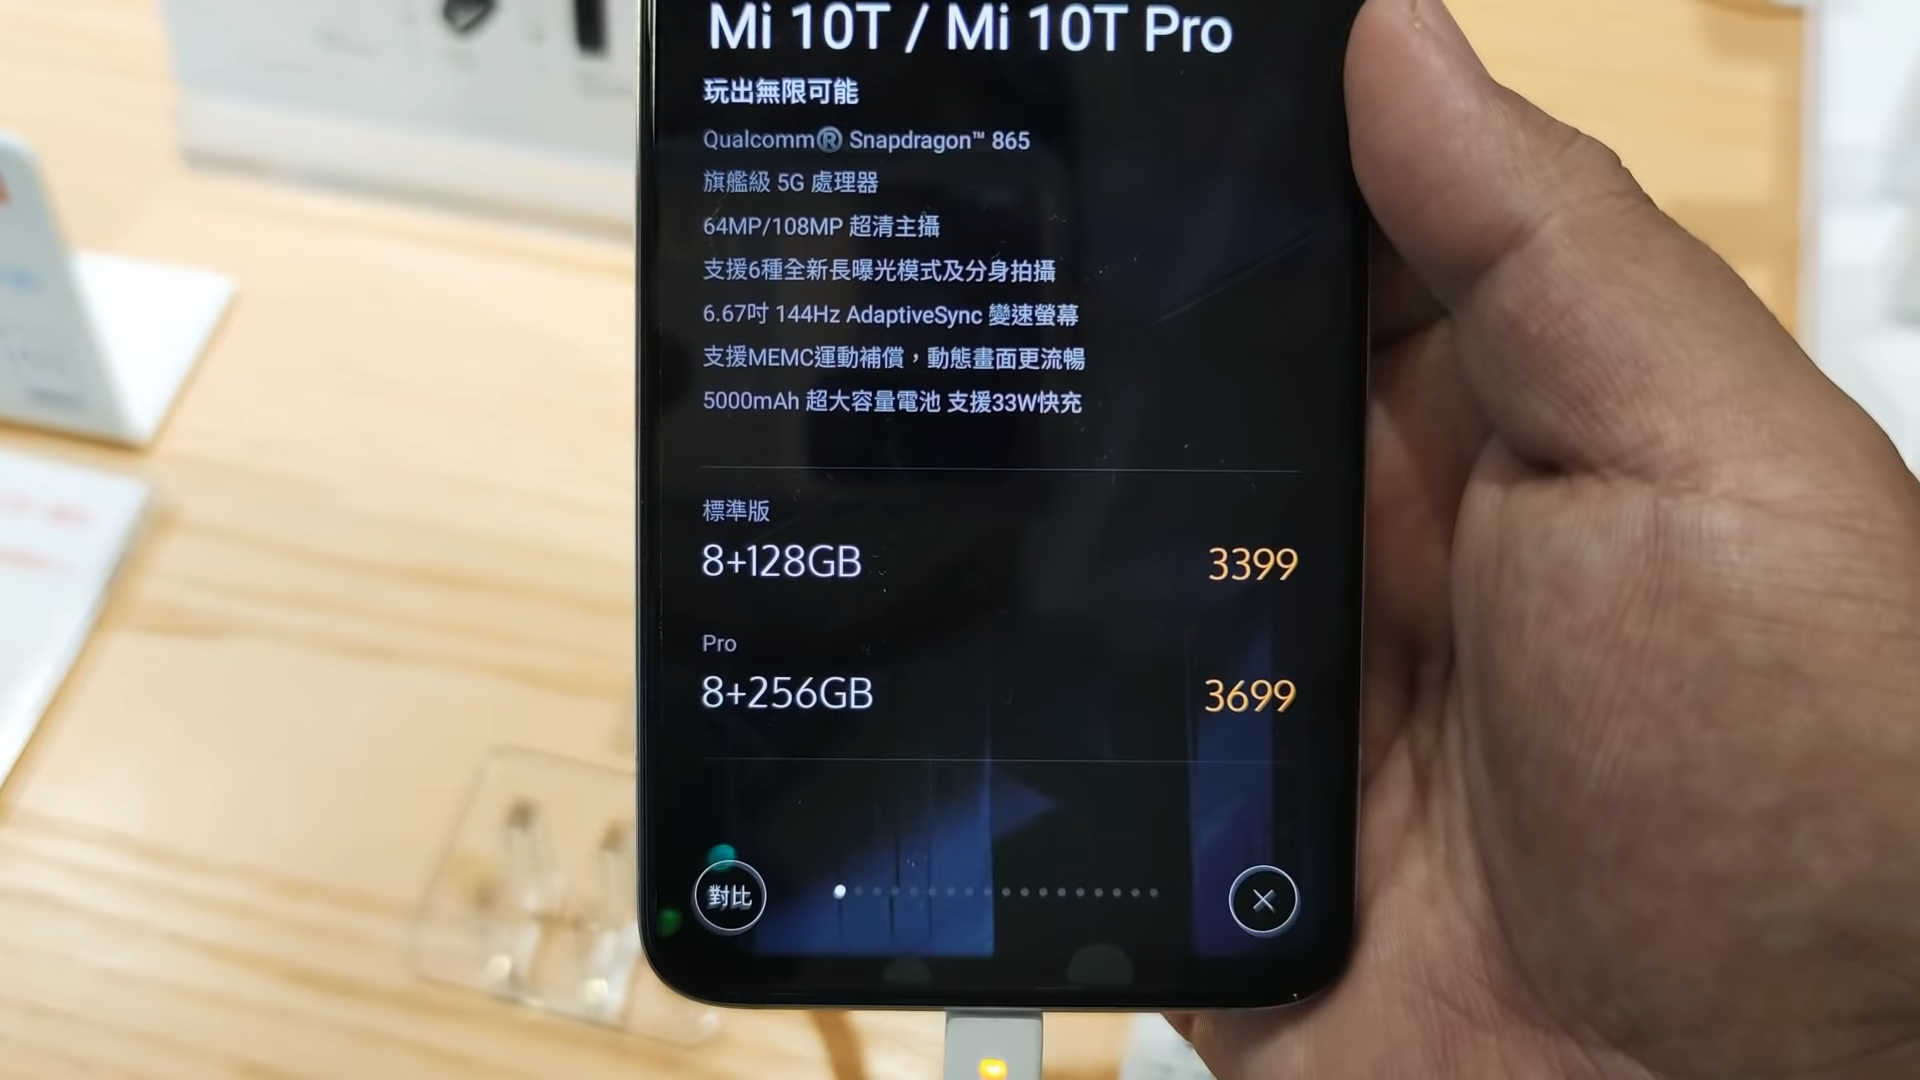 Mi 10T / Mi 10T Pro
玩出無限可能
Qualcomm® Snapdragon™ 865
旗艦級 5G 處理器
64MP/108MP 超清主攝
支援6種全新長曝光模式及分身拍攝
6.67吋 144Hz AdaptiveSync 變速螢幕
支援MEMC運動補償，動態畫面更流暢
5000mAh 超大容量電池 支援33W快充
標準版
8+128GB 3399
Pro
8+256GB 3699
對比